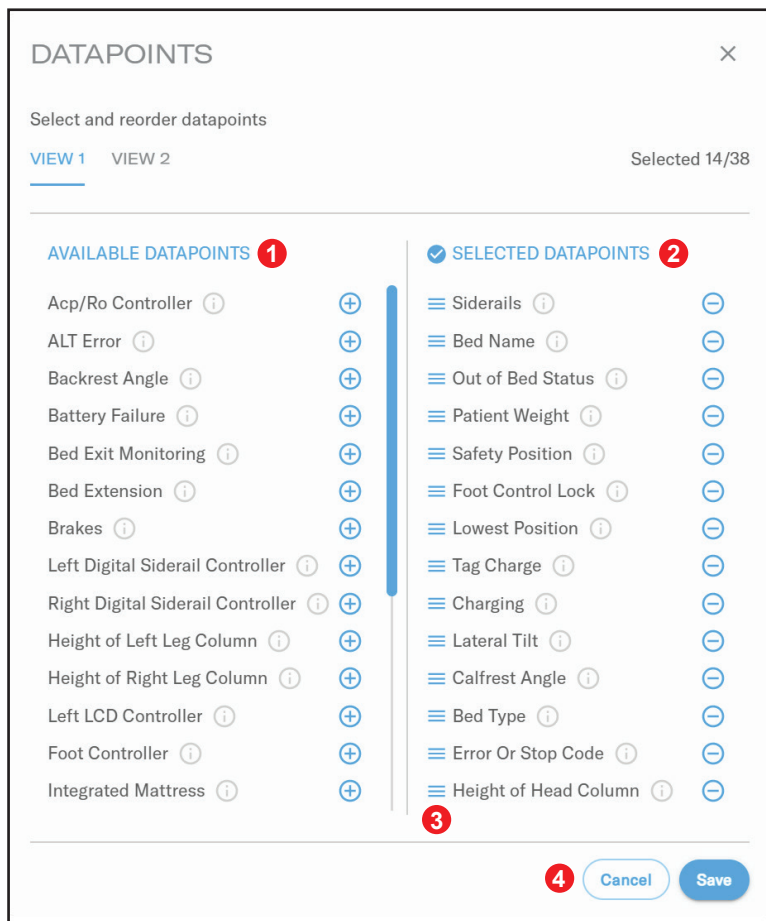 DATAPOINTS
Select and reorder datapoints
VIEW 1 VIEW 2 Selected 14/38
AVAILABLE DATAPOINTS 1
Acp/Ro Controller
ALT Error
Backrest Angle
Battery Failure
Bed Exit Monitoring
Bed Extension
Brakes
Left Digital Siderail Controller
Right Digital Siderail Controller
Height of Left Leg Column
Height of Right Leg Column
Left LCD Controller
Foot Controller
Integrated Mattress
SELECTED DATAPOINTS 2
Siderails
Bed Name
Out of Bed Status
Patient Weight
Safety Position
Foot Control Lock
Lowest Position
Tag Charge
Charging
Lateral Tilt
Calfrest Angle
Bed Type
Error Or Stop Code
Height of Head Column
3
4 Cancel Save